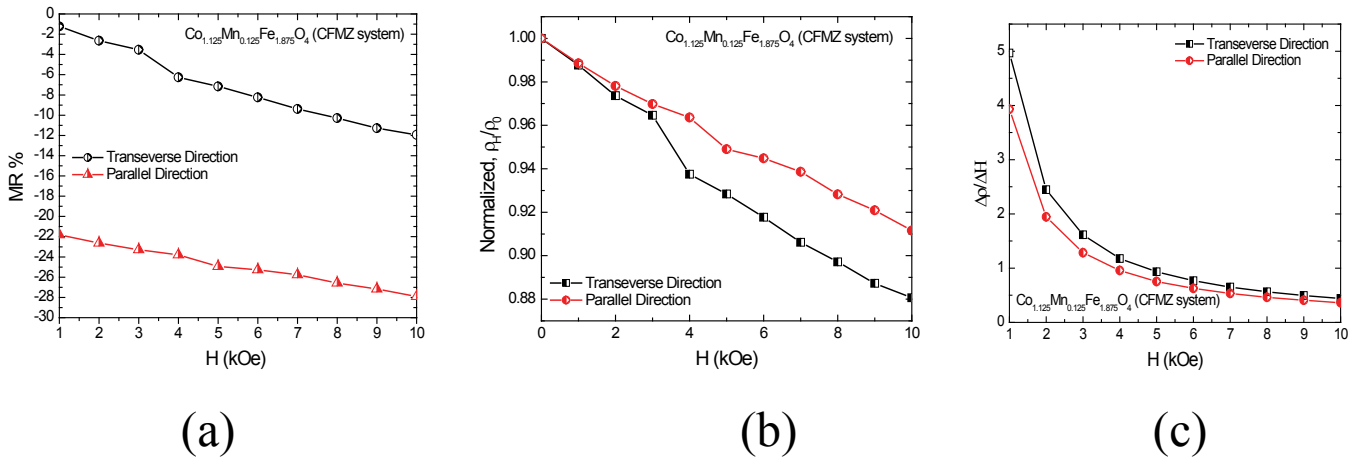 0
-2
-4
-6
-8
-10
-12
-14
-16
-18
-20
-22
-24
-26
-28
-30
MR %
Co1.125Mn0.125Fe1.875O4 (CFMZ system)
Transeverse Direction
Parallel Direction
1 2 3 4 5 6 7 8 9 10
H (kOe)
(a)
1.00
0.98
0.96
0.94
0.92
0.90
0.88
Normalized, ρH/ρ0
Co1.125Mn0.125Fe1.875O4 (CFMZ system)
Transeverse Direction
Parallel Direction
0 2 4 6 8 10
H (kOe)
(b)
5
4
3
2
1
0
Δρ/ΔH
Transeverse Direction
Parallel Direction
Co1.125Mn0.125Fe1.875O4 (CFMZ system)
1 2 3 4 5 6 7 8 9 10
H (kOe)
(c)